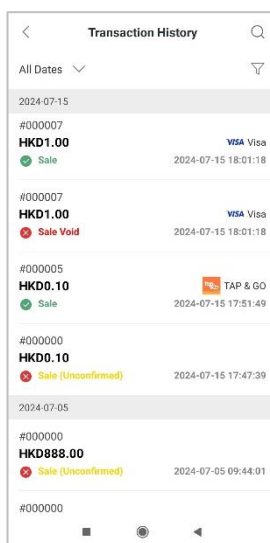 Transaction History
All Dates
2024-07-15
#000007
HKD1.00 VISA Visa
Sale 2024-07-15 18:01:18
#000007
HKD1.00 VISA Visa
Sale Void 2024-07-15 18:01:18
#000005
HKD0.10 TAP & GO
Sale 2024-07-15 17:51:49
#000000
HKD0.10
Sale (Unconfirmed) 2024-07-15 17:47:39
2024-07-05
#000000
HKD888.00
Sale (Unconfirmed) 2024-07-05 09:44:01
#000000